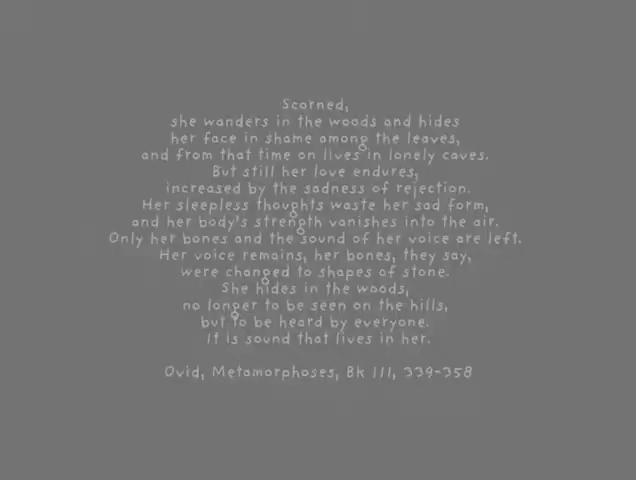 Scorned,
she wanders in the woods and hides
her face in shame among the leaves,
and from that time on lives in lonely caves.
But still her love endures,
increased by the sadness of rejection.
Her sleepless thoughts waste her sad form,
and her body's strength vanishes into the air.
Only her bones and the sound of her voice are left.
Her voice remains, her bones, they say,
were changed to shapes of stone.
She hides in the woods,
no longer to be seen on the hills,
but to be heard by everyone.
It is sound that lives in her.
Ovid, Metamorphoses, Bk III, 339-358